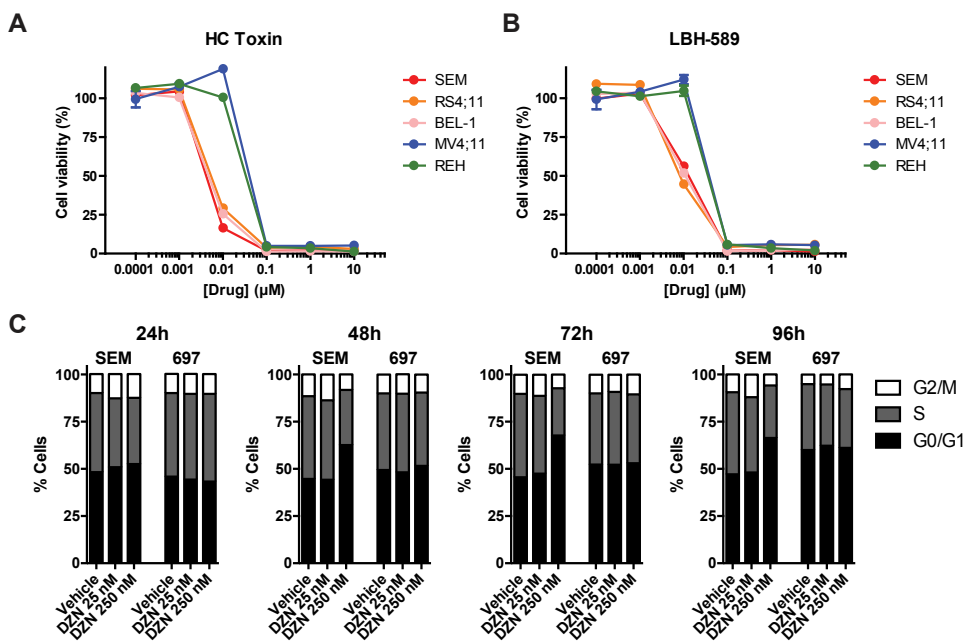 A
HC Toxin
Cell viability (%)
100
75
50
25
0
0.0001 0.001 0.01 0.1 1 10
[Drug] (µM)
SEM
RS4;11
BEL-1
MV4;11
REH
B
LBH-589
Cell viability (%)
100
75
50
25
0
0.0001 0.001 0.01 0.1 1 10
[Drug] (µM)
SEM
RS4;11
BEL-1
MV4;11
REH
C
24h
SEM 697
% Cells
100
75
50
25
0
Vehicle
DZN 25 nM
DZN 250 nM
Vehicle
DZN 25 nM
DZN 250 nM
48h
SEM 697
% Cells
100
75
50
25
0
Vehicle
DZN 25 nM
DZN 250 nM
Vehicle
DZN 25 nM
DZN 250 nM
72h
SEM 697
% Cells
100
75
50
25
0
Vehicle
DZN 25 nM
DZN 250 nM
Vehicle
DZN 25 nM
DZN 250 nM
96h
SEM 697
% Cells
100
75
50
25
0
Vehicle
DZN 25 nM
DZN 250 nM
Vehicle
DZN 25 nM
DZN 250 nM
G2/M
S
G0/G1